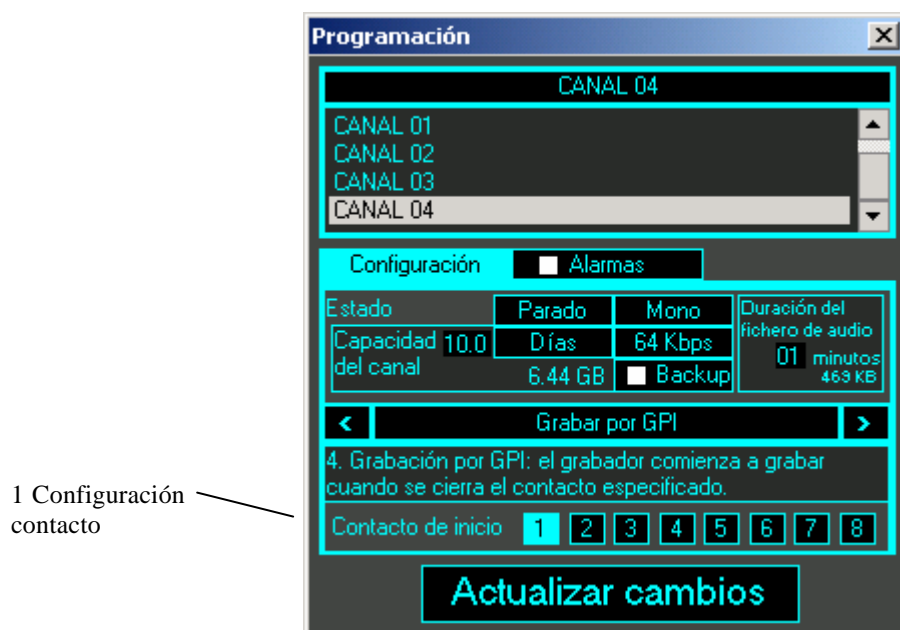 Programación
CANAL 04
CANAL 01
CANAL 02
CANAL 03
CANAL 04
Configuración Alarmas
Estado Parado Mono Duración del
fichero de audio
Capacidad 10.0 Días 64 Kbps 01 minutos
del canal 6.44 GB Backup 469 KB
< Grabar por GPI >
4. Grabación por GPI: el grabador comienza a grabar
cuando se cierra el contacto especificado.
1 Configuración
contacto
Contacto de inicio 1 2 3 4 5 6 7 8
Actualizar cambios